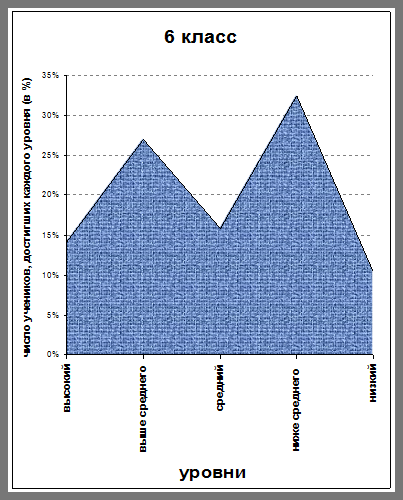 6 класс
число учеников, достигших каждого уровня (в %)
35%
30%
25%
20%
15%
10%
5%
0%
высокий
выше среднего
средний
ниже среднего
низкий
уровни